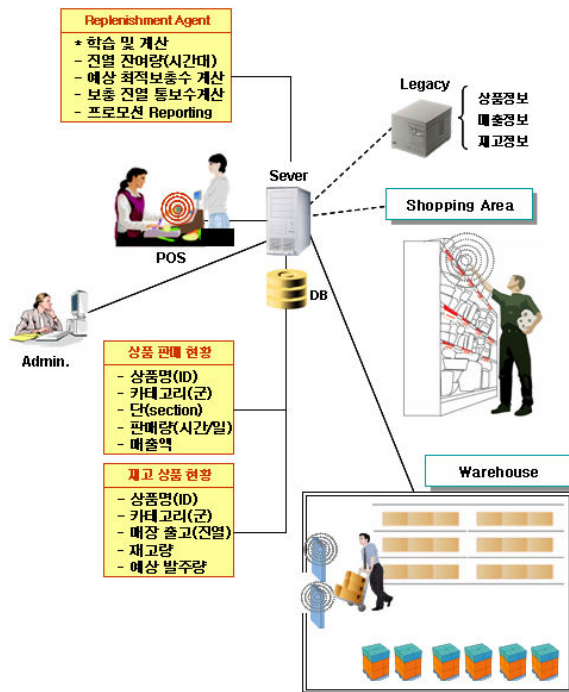 Replenishment Agent
* 학습 및 계산
- 진열 잔여량(시간대)
- 예상 최적보충수 계산
- 보충 진열 통보수계산
- 프로모션 Reporting
Legacy
상품정보
매출정보
재고정보
Sever
Shopping Area
POS
DB
Admin.
상품 판매 현황
- 상품명(ID)
- 카테고리(군)
- 단(section)
- 판매량(시간/일)
- 매출액
재고 상품 현황
- 상품명(ID)
- 카테고리(군)
- 매장 출고(진열)
- 재고량
- 예상 발주량
Warehouse